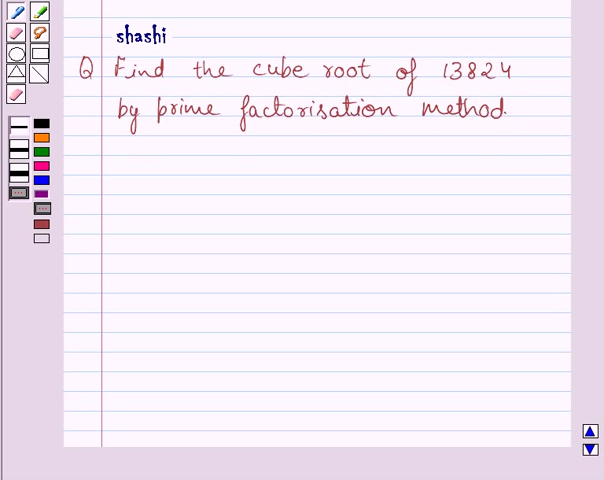 shashi
Q Find the cube root of 13824
by prime factorisation method.